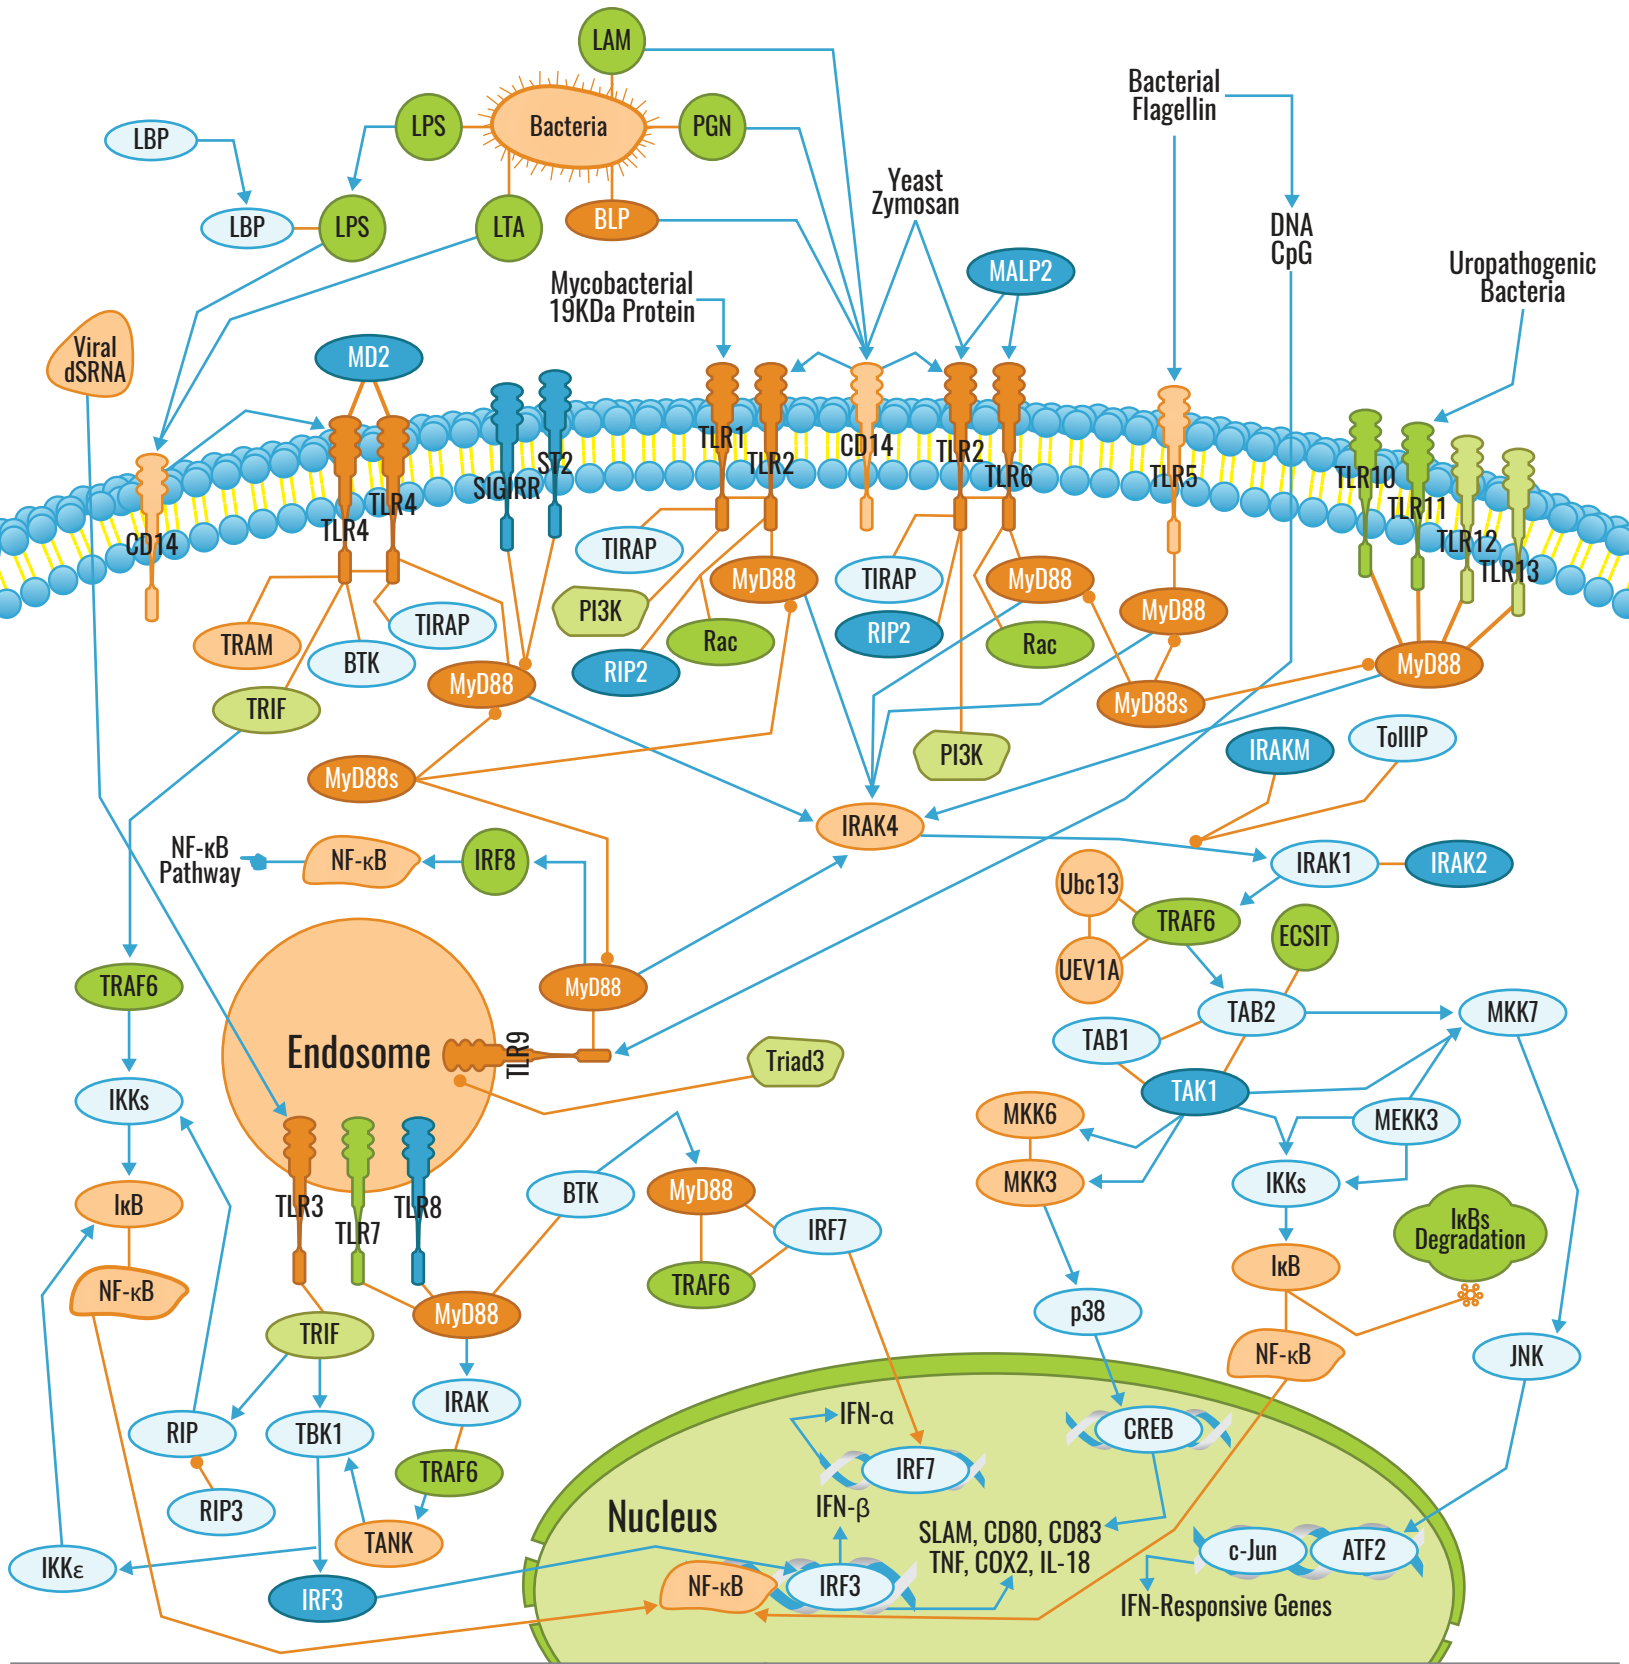 LAM
LPS
Bacteria
PGN
Bacterial
Flagellin
LBP
LBP
LPS
LTA
BLP
Yeast
Zymosan
DNA
CpG
MALP2
Uropathogenic
Bacteria
Mycobacterial
19KDa Protein
Viral
dSRNA
MD2
TLR1
TLR2
CD14
TLR2
TLR6
TLR5
TLR10
TLR11
TLR12
TLR13
ST2
SIGIRR
TLR4
TLR4
CD14
TIRAP
MyD88
TIRAP
MyD88
MyD88
PI3K
TRAM
TIRAP
BTK
Rac
RIP2
RIP2
Rac
MyD88
MyD88
MyD88s
TRIF
PI3K
IRAKM
TollIP
MyD88s
IRAK4
NF-κB
Pathway
NF-κB
IRF8
IRAK1
IRAK2
Ubc13
TRAF6
ECSIT
UEV1A
TRAF6
MyD88
TAB2
MKK7
TAB1
Endosome
TLR9
Triad3
TAK1
IKKs
MKK6
MEKK3
MKK3
IKKs
BTK
MyD88
IκB
TLR3
TLR7
TLR8
IRF7
IκBs
Degradation
IκB
NF-κB
TRAF6
MyD88
p38
TRIF
NF-κB
JNK
IRAK
RIP
TBK1
IFN-α
CREB
TRAF6
IRF7
RIP3
IFN-β
Nucleus
TANK
SLAM, CD80, CD83
TNF, COX2, IL-18
c-Jun
ATF2
IKKε
IRF3
NF-κB
IRF3
IFN-Responsive Genes